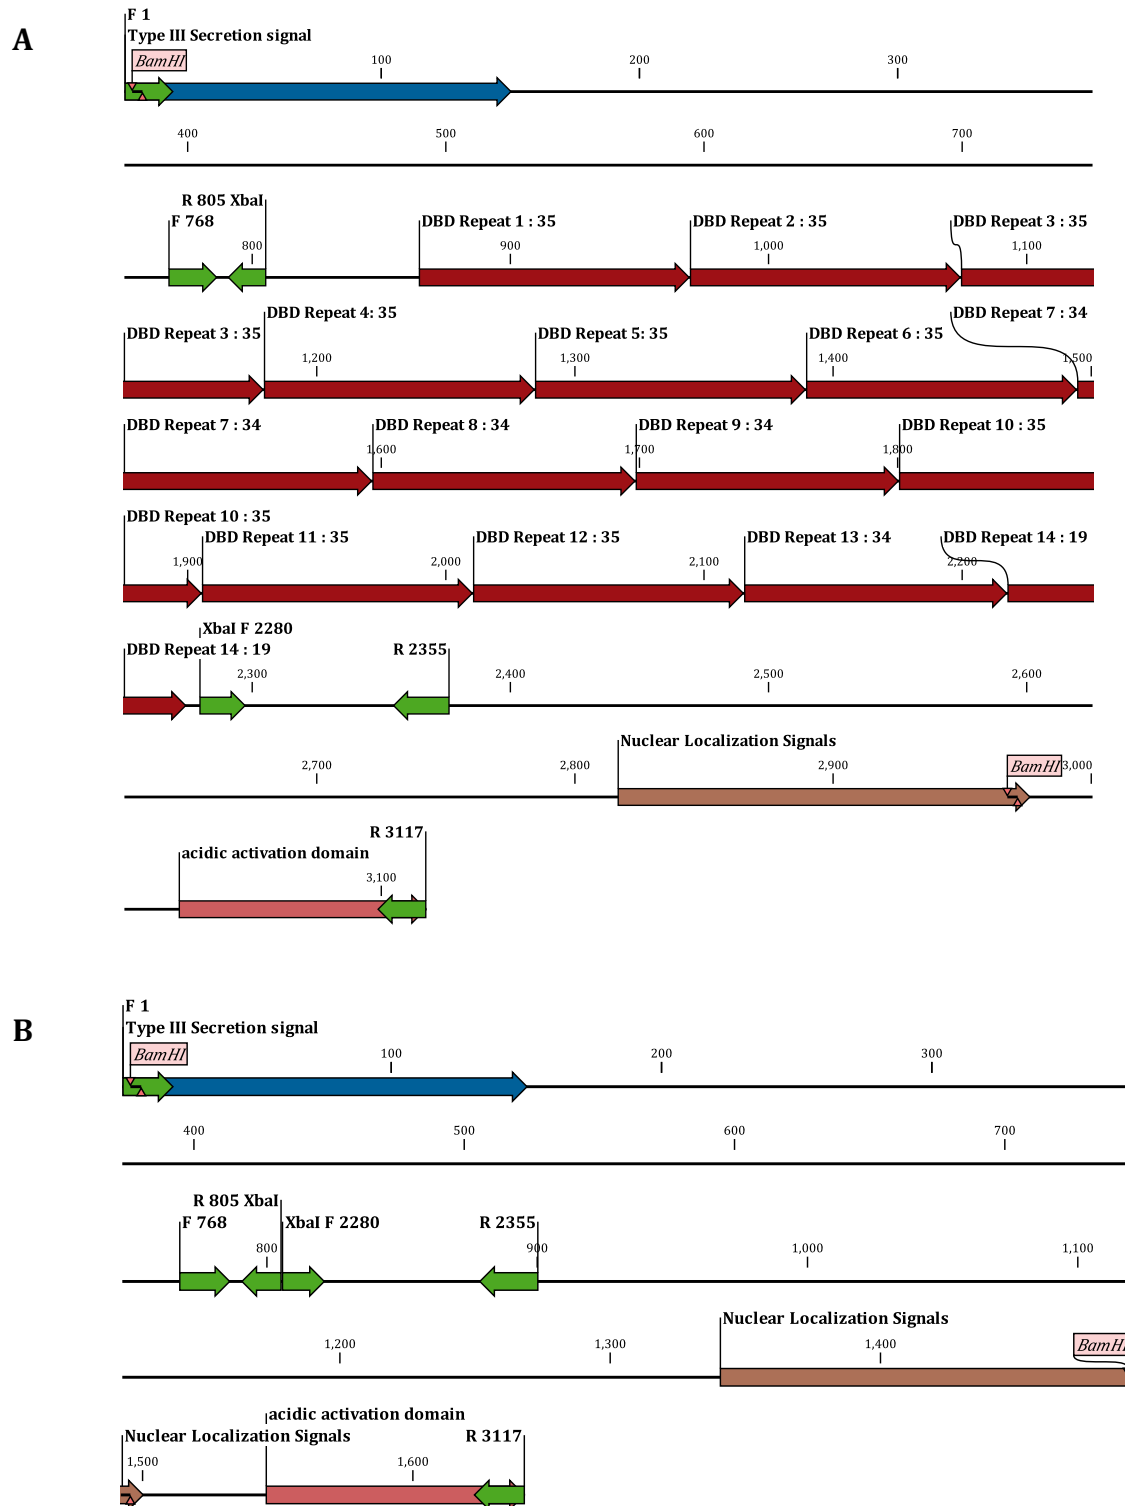 A
F 1
Type III Secretion signal
BamHI
100
200
300
400
500
600
700
R 805 XbaI
F 768
DBD Repeat 1 : 35
DBD Repeat 2 : 35
DBD Repeat 3 : 35
800
900
1,000
1,100
DBD Repeat 4: 35
DBD Repeat 7 : 34
DBD Repeat 3 : 35
DBD Repeat 5: 35
DBD Repeat 6 : 35
1,200
1,300
1,400
1,500
DBD Repeat 7 : 34
DBD Repeat 8 : 34
DBD Repeat 9 : 34
DBD Repeat 10 : 35
1,600
1,700
1,800
DBD Repeat 10 : 35
DBD Repeat 11 : 35
DBD Repeat 12 : 35
DBD Repeat 13 : 34
DBD Repeat 14 : 19
1,900
2,000
2,100
2,200
XbaI F 2280
DBD Repeat 14 : 19
R 2355
2,300
2,400
2,500
2,600
Nuclear Localization Signals
2,700
2,800
2,900
BamHI
3,000
R 3117
acidic activation domain
3,100
B
F 1
Type III Secretion signal
BamHI
100
200
300
400
500
600
700
R 805 XbaI
F 768
XbaI F 2280
R 2355
800
900
1,000
1,100
Nuclear Localization Signals
1,200
1,300
1,400
BamHI
acidic activation domain
Nuclear Localization Signals
R 3117
1,500
1,600